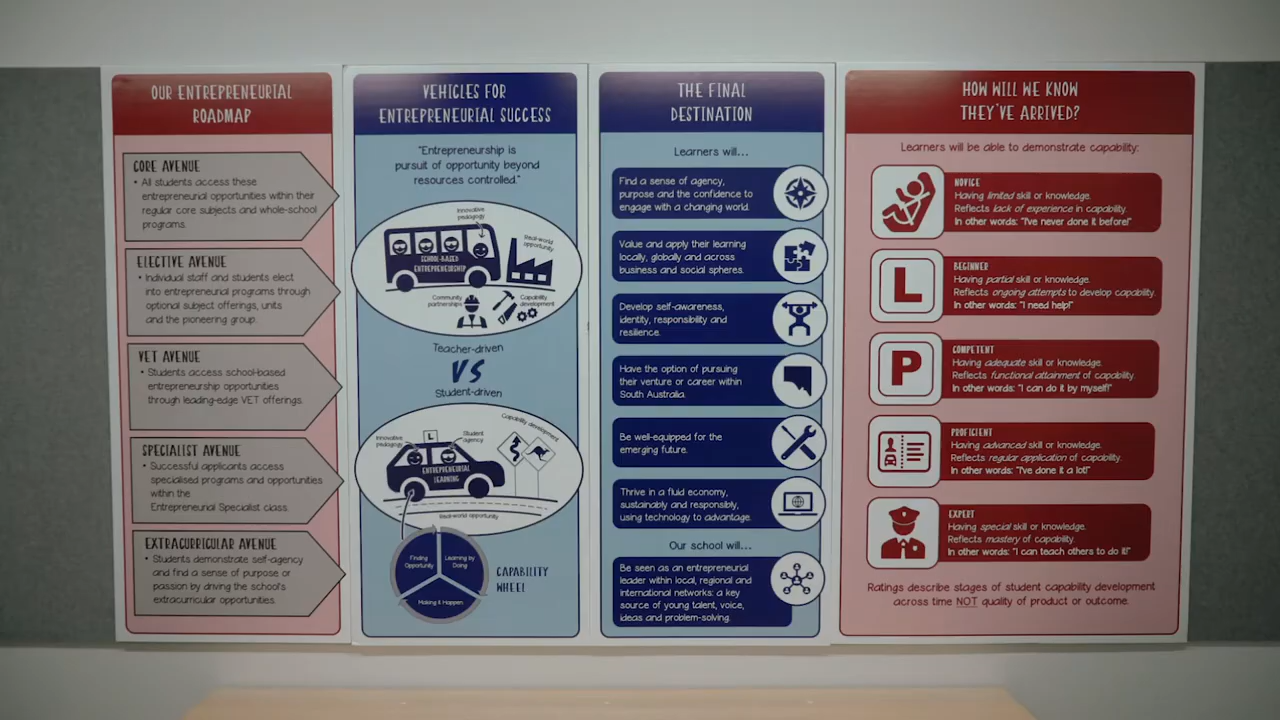 OUR ENTREPRENEURIAL
ROADMAP
CORE AVENUE
• All students access these
entrepreneurial opportunities within their
regular core subjects and whole-school
programs.
ELECTIVE AVENUE
• Individual staff and students elect
into entrepreneurial programs through
optional subject offerings, units
and the pioneering group.
VET AVENUE
• Students access school-based
entrepreneurship opportunities
through leading-edge VET offerings.
SPECIALIST AVENUE
• Successful applicants access
specialised programs and opportunities
within the
Entrepreneurial Specialist class.
EXTRACURRICULAR AVENUE
• Students demonstrate self-agency
and find a sense of purpose or
passion by driving the school's
extracurricular opportunities.
VEHICLES FOR
ENTREPRENEURIAL SUCCESS
"Entrepreneurship is
pursuit of opportunity beyond
resources controlled."
Innovative
pedagogy
Real-world
opportunity
SCHOOL-BASED
ENTREPRENEURSHIP
Community
partnerships
Capability
development
Teacher-driven
VS
Student-driven
Capability development
Innovative
pedagogy
L
Student
agency
ENTREPRENEURIAL
LEARNING
Real-world opportunity
Finding
Opportunity
Learning by
Doing
Making it Happen
CAPABILITY
WHEEL
THE FINAL
DESTINATION
Learners will...
Find a sense of agency,
purpose and the confidence to
engage with a changing world.
Value and apply their learning
locally, globally and across
business and social spheres.
Develop self-awareness,
identity, responsibility and
resilience.
Have the option of pursuing
their venture or career within
South Australia.
Be well-equipped for the
emerging future.
Thrive in a fluid economy,
sustainably and responsibly,
using technology to advantage.
Our school will...
Be seen as an entrepreneurial
leader within local, regional and
international networks: a key
source of young talent, voice,
ideas and problem-solving.
HOW WILL WE KNOW
THEY'VE ARRIVED?
Learners will be able to demonstrate capability:
NOVICE
Having limited skill or knowledge.
Reflects lack of experience in capability.
In other words: "I've never done it before!"
L
BEGINNER
Having partial skill or knowledge.
Reflects ongoing attempts to develop capability.
In other words: "I need help!"
P
COMPETENT
Having adequate skill or knowledge.
Reflects functional attainment of capability.
In other words: "I can do it by myself!"
PROFICIENT
Having advanced skill or knowledge.
Reflects regular application of capability.
In other words: "I've done it a lot!"
EXPERT
Having special skill or knowledge.
Reflects mastery of capability.
In other words: "I can teach others to do it!"
Ratings describe stages of student capability development
across time NOT quality of product or outcome.